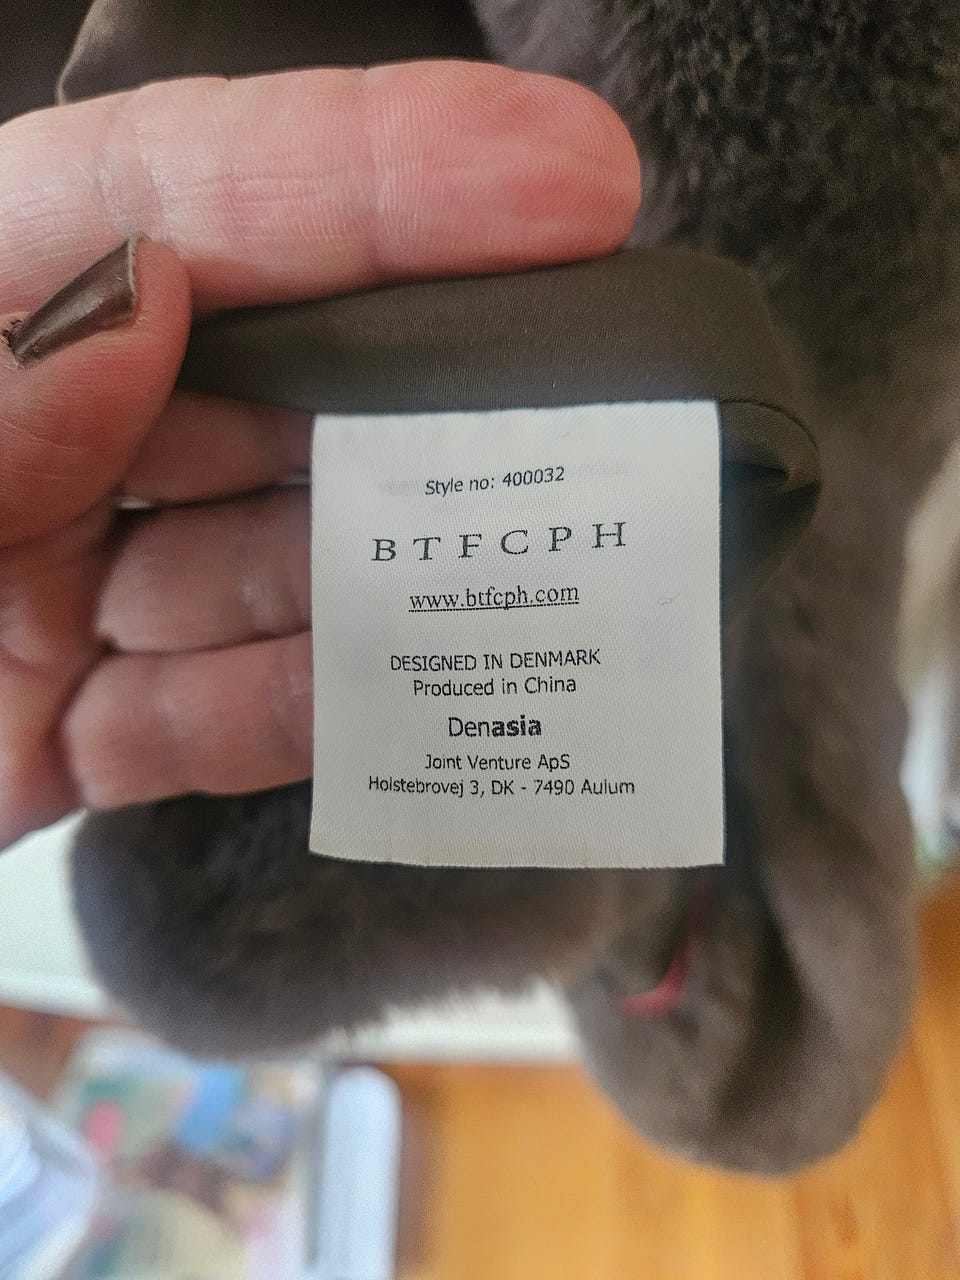 Style no: 400032
B T F C P H
www.btfcph.com
DESIGNED IN DENMARK
Produced in China
Denasia
Joint Venture ApS
Holstebrovej 3, DK - 7490 Aulum